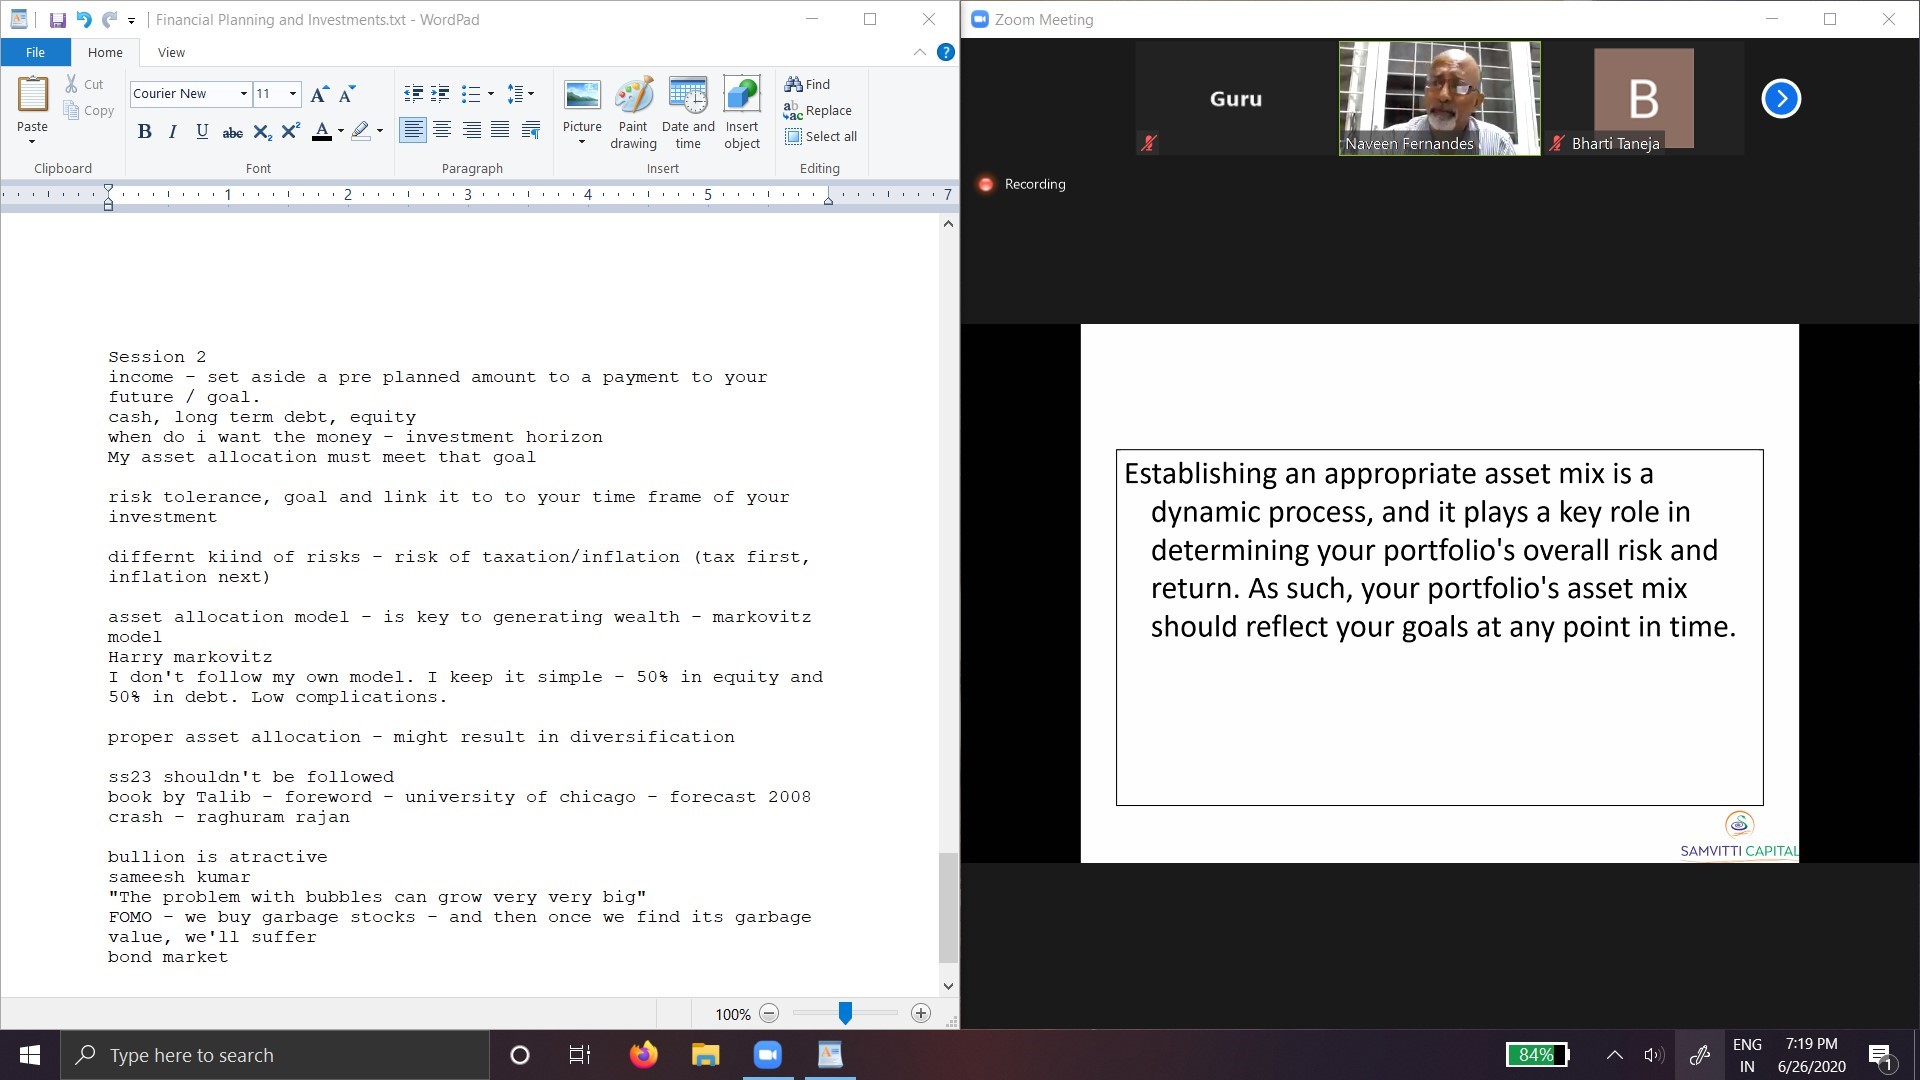 Financial Planning and Investments.txt - WordPad
File
Home
View
Paste
Cut
Copy
Clipboard
Courier New
11
A A
B I U abc X₂ X² A
Font
Paragraph
Picture
Paint drawing
Date and time
Insert object
Insert
Find
Replace
Select all
Editing
1 2 3 4 5 7
Session 2
income - set aside a pre planned amount to a payment to your
future / goal.
cash, long term debt, equity
when do i want the money - investment horizon
My asset allocation must meet that goal
risk tolerance, goal and link it to to your time frame of your
investment
differnt kiind of risks - risk of taxation/inflation (tax first,
inflation next)
asset allocation model - is key to generating wealth - markovitz
model
Harry markovitz
I don't follow my own model. I keep it simple - 50% in equity and
50% in debt. Low complications.
proper asset allocation - might result in diversification
ss23 shouldn't be followed
book by Talib - foreword - university of chicago - forecast 2008
crash - raghuram rajan
bullion is atractive
sameesh kumar
"The problem with bubbles can grow very very big"
FOMO - we buy garbage stocks - and then once we find its garbage
value, we'll suffer
bond market
100%
Zoom Meeting
Guru
Naveen Fernandes
B
Bharti Taneja
Recording
Establishing an appropriate asset mix is a
dynamic process, and it plays a key role in
determining your portfolio's overall risk and
return. As such, your portfolio's asset mix
should reflect your goals at any point in time.
SAMVITTI CAPITAL
Type here to search
84%
ENG
IN
7:19 PM
6/26/2020
1